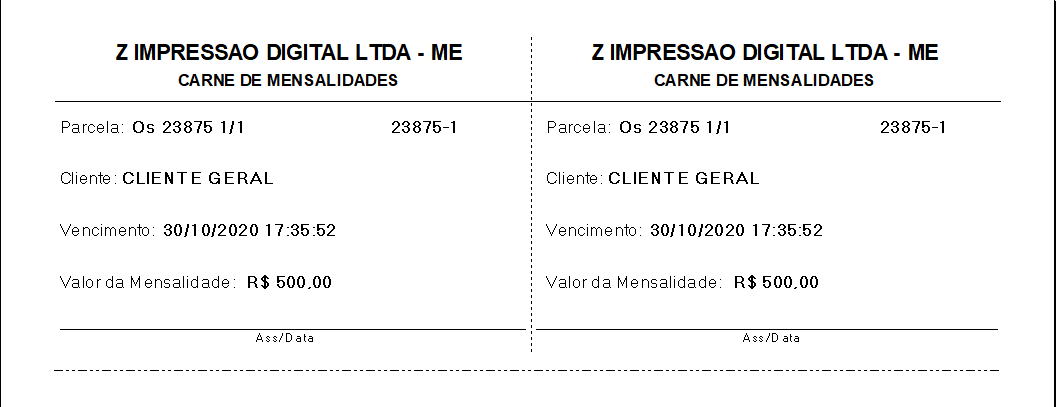 Z IMPRESSAO DIGITAL LTDA - ME
CARNE DE MENSALIDADES
Parcela: Os 23875 1/1 23875-1
Cliente: CLIENTE GERAL
Vencimento: 30/10/2020 17:35:52
Valor da Mensalidade: R$ 500,00
Ass/Data
Z IMPRESSAO DIGITAL LTDA - ME
CARNE DE MENSALIDADES
Parcela: Os 23875 1/1 23875-1
Cliente: CLIENTE GERAL
Vencimento: 30/10/2020 17:35:52
Valor da Mensalidade: R$ 500,00
Ass/Data